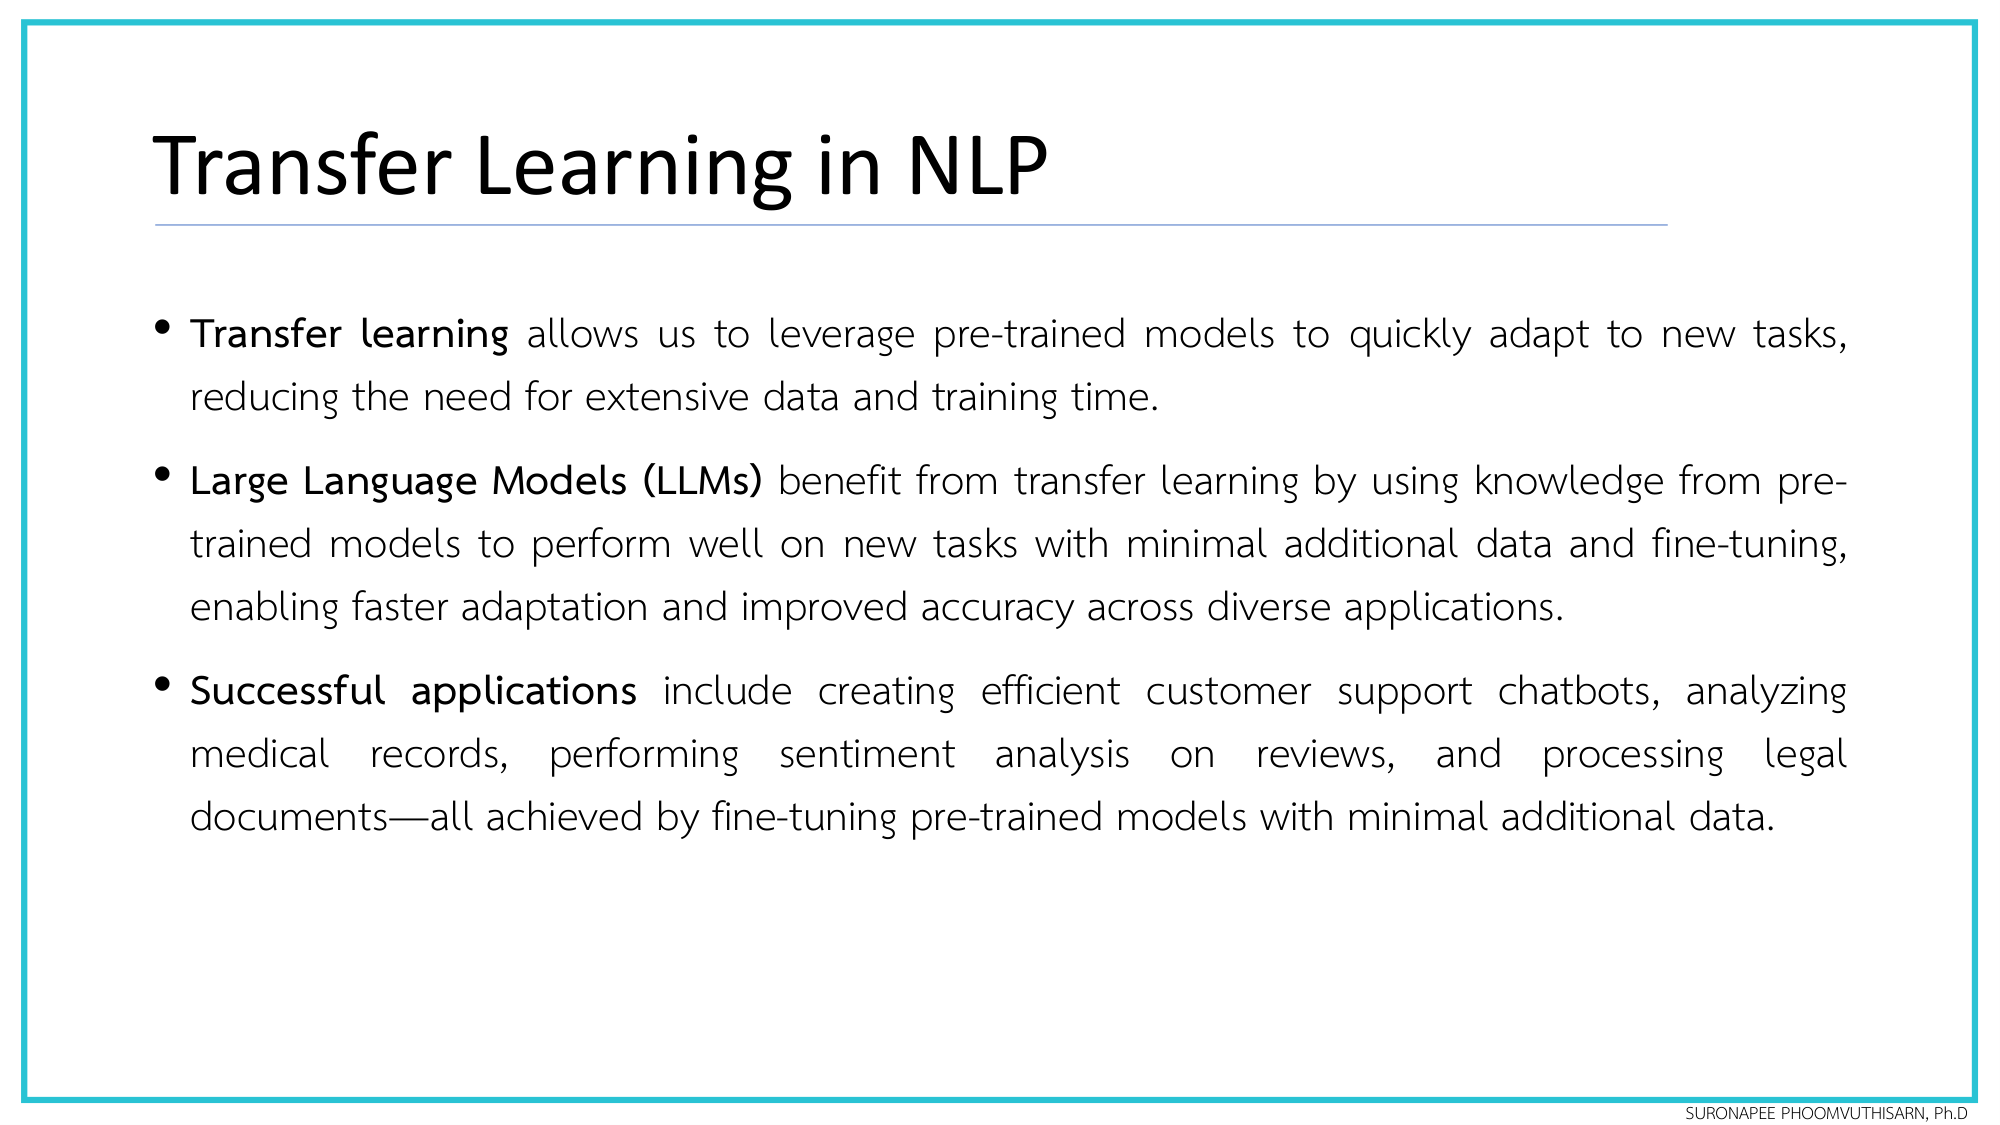 Transfer Learning in NLP
• Transfer learning allows us to leverage pre-trained models to quickly adapt to new tasks,
reducing the need for extensive data and training time.
• Large Language Models (LLMs) benefit from transfer learning by using knowledge from pre-
trained models to perform well on new tasks with minimal additional data and fine-tuning,
enabling faster adaptation and improved accuracy across diverse applications.
• Successful applications include creating efficient customer support chatbots, analyzing
medical records, performing sentiment analysis on reviews, and processing legal
documents—all achieved by fine-tuning pre-trained models with minimal additional data.
SURONAPEE PHOOMVUTHISARN, Ph.D